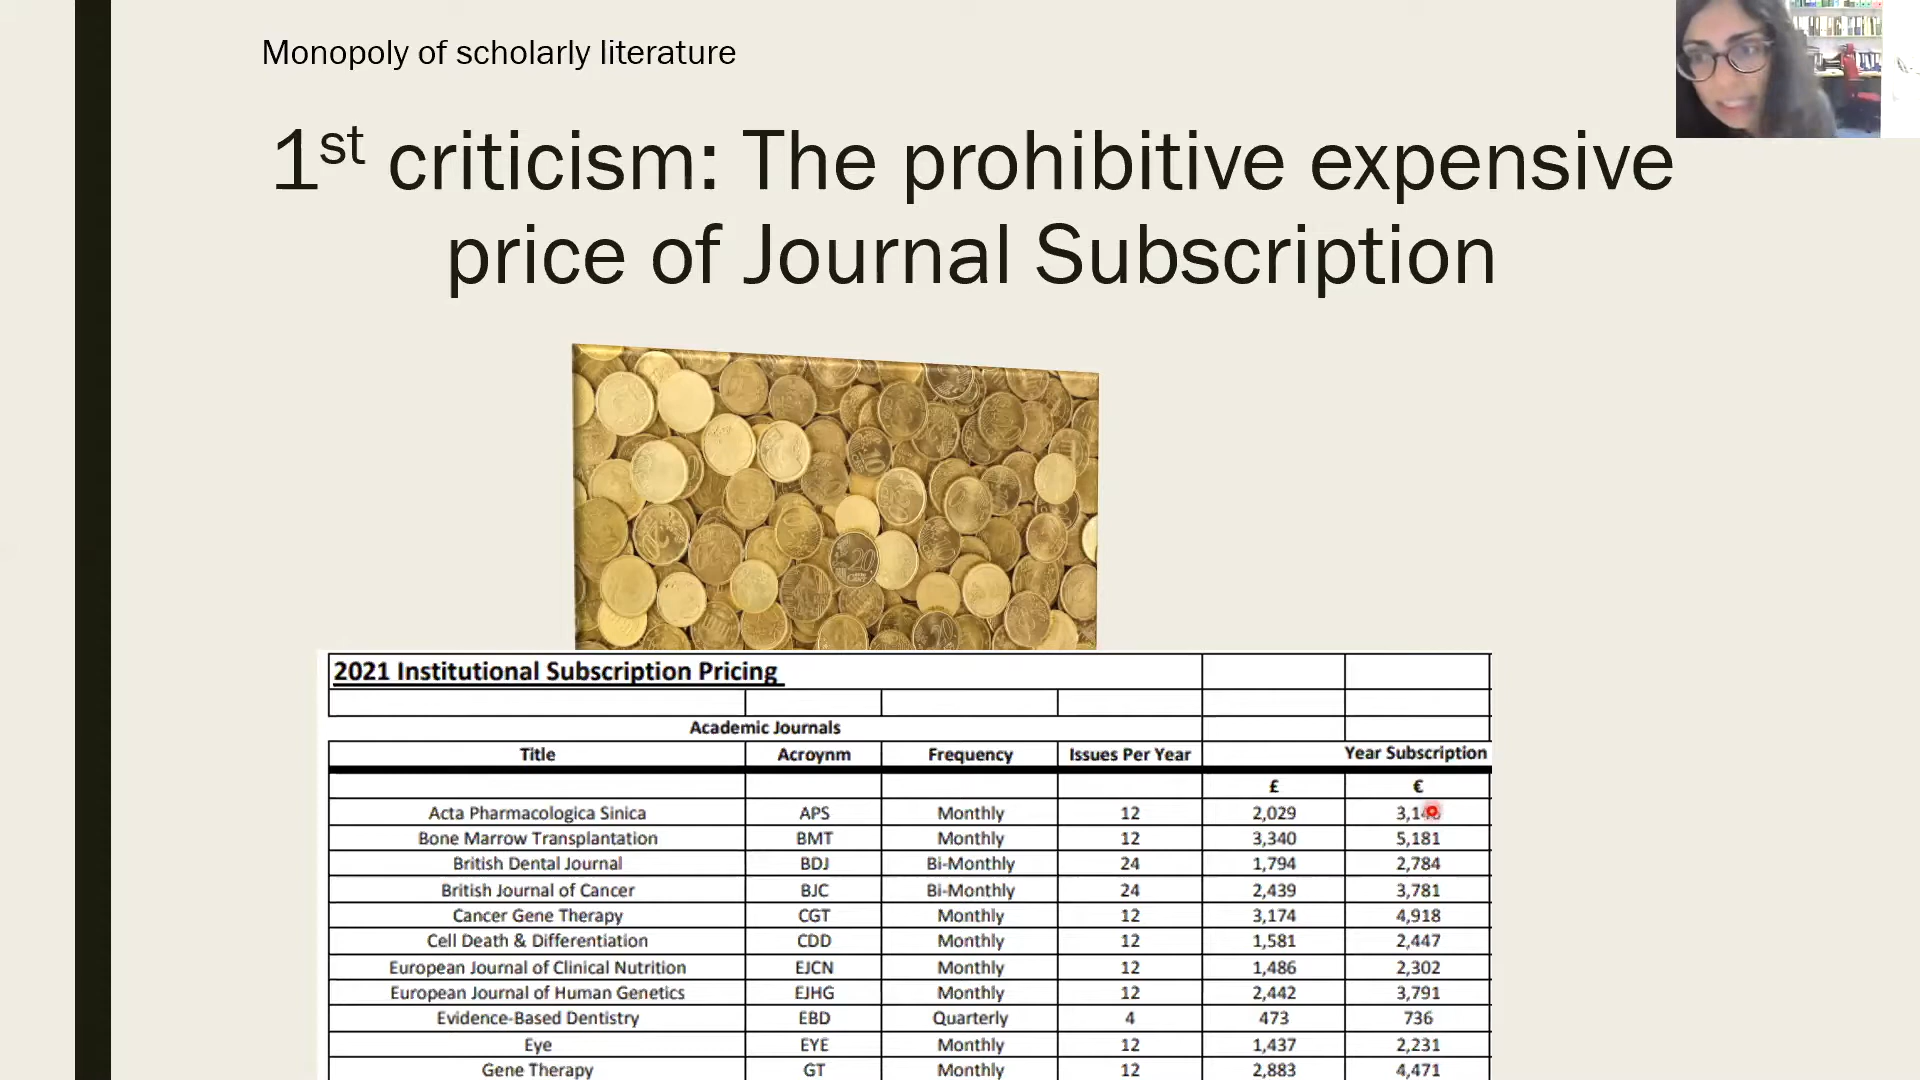 Monopoly of scholarly literature
1st criticism: The prohibitive expensive
price of Journal Subscription
2021 Institutional Subscription Pricing
Academic Journals
Title Acroynm Frequency Issues Per Year Year Subscription
£ €
Acta Pharmacologica Sinica APS Monthly 12 2,029
Bone Marrow Transplantation BMT Monthly 12 3,340 5,181
British Dental Journal BDJ Bi-Monthly 24 1,794 2,784
British Journal of Cancer BJC Bi-Monthly 24 2,439 3,781
Cancer Gene Therapy CGT Monthly 12 3,174 4,918
Cell Death & Differentiation CDD Monthly 12 1,581 2,447
European Journal of Clinical Nutrition EJCN Monthly 12 1,486 2,302
European Journal of Human Genetics EJHG Monthly 12 2,442 3,791
Evidence-Based Dentistry EBD Quarterly 4 473 736
Eye EYE Monthly 12 1,437 2,231
Gene Therapy GT Monthly 12 2,883 4,471